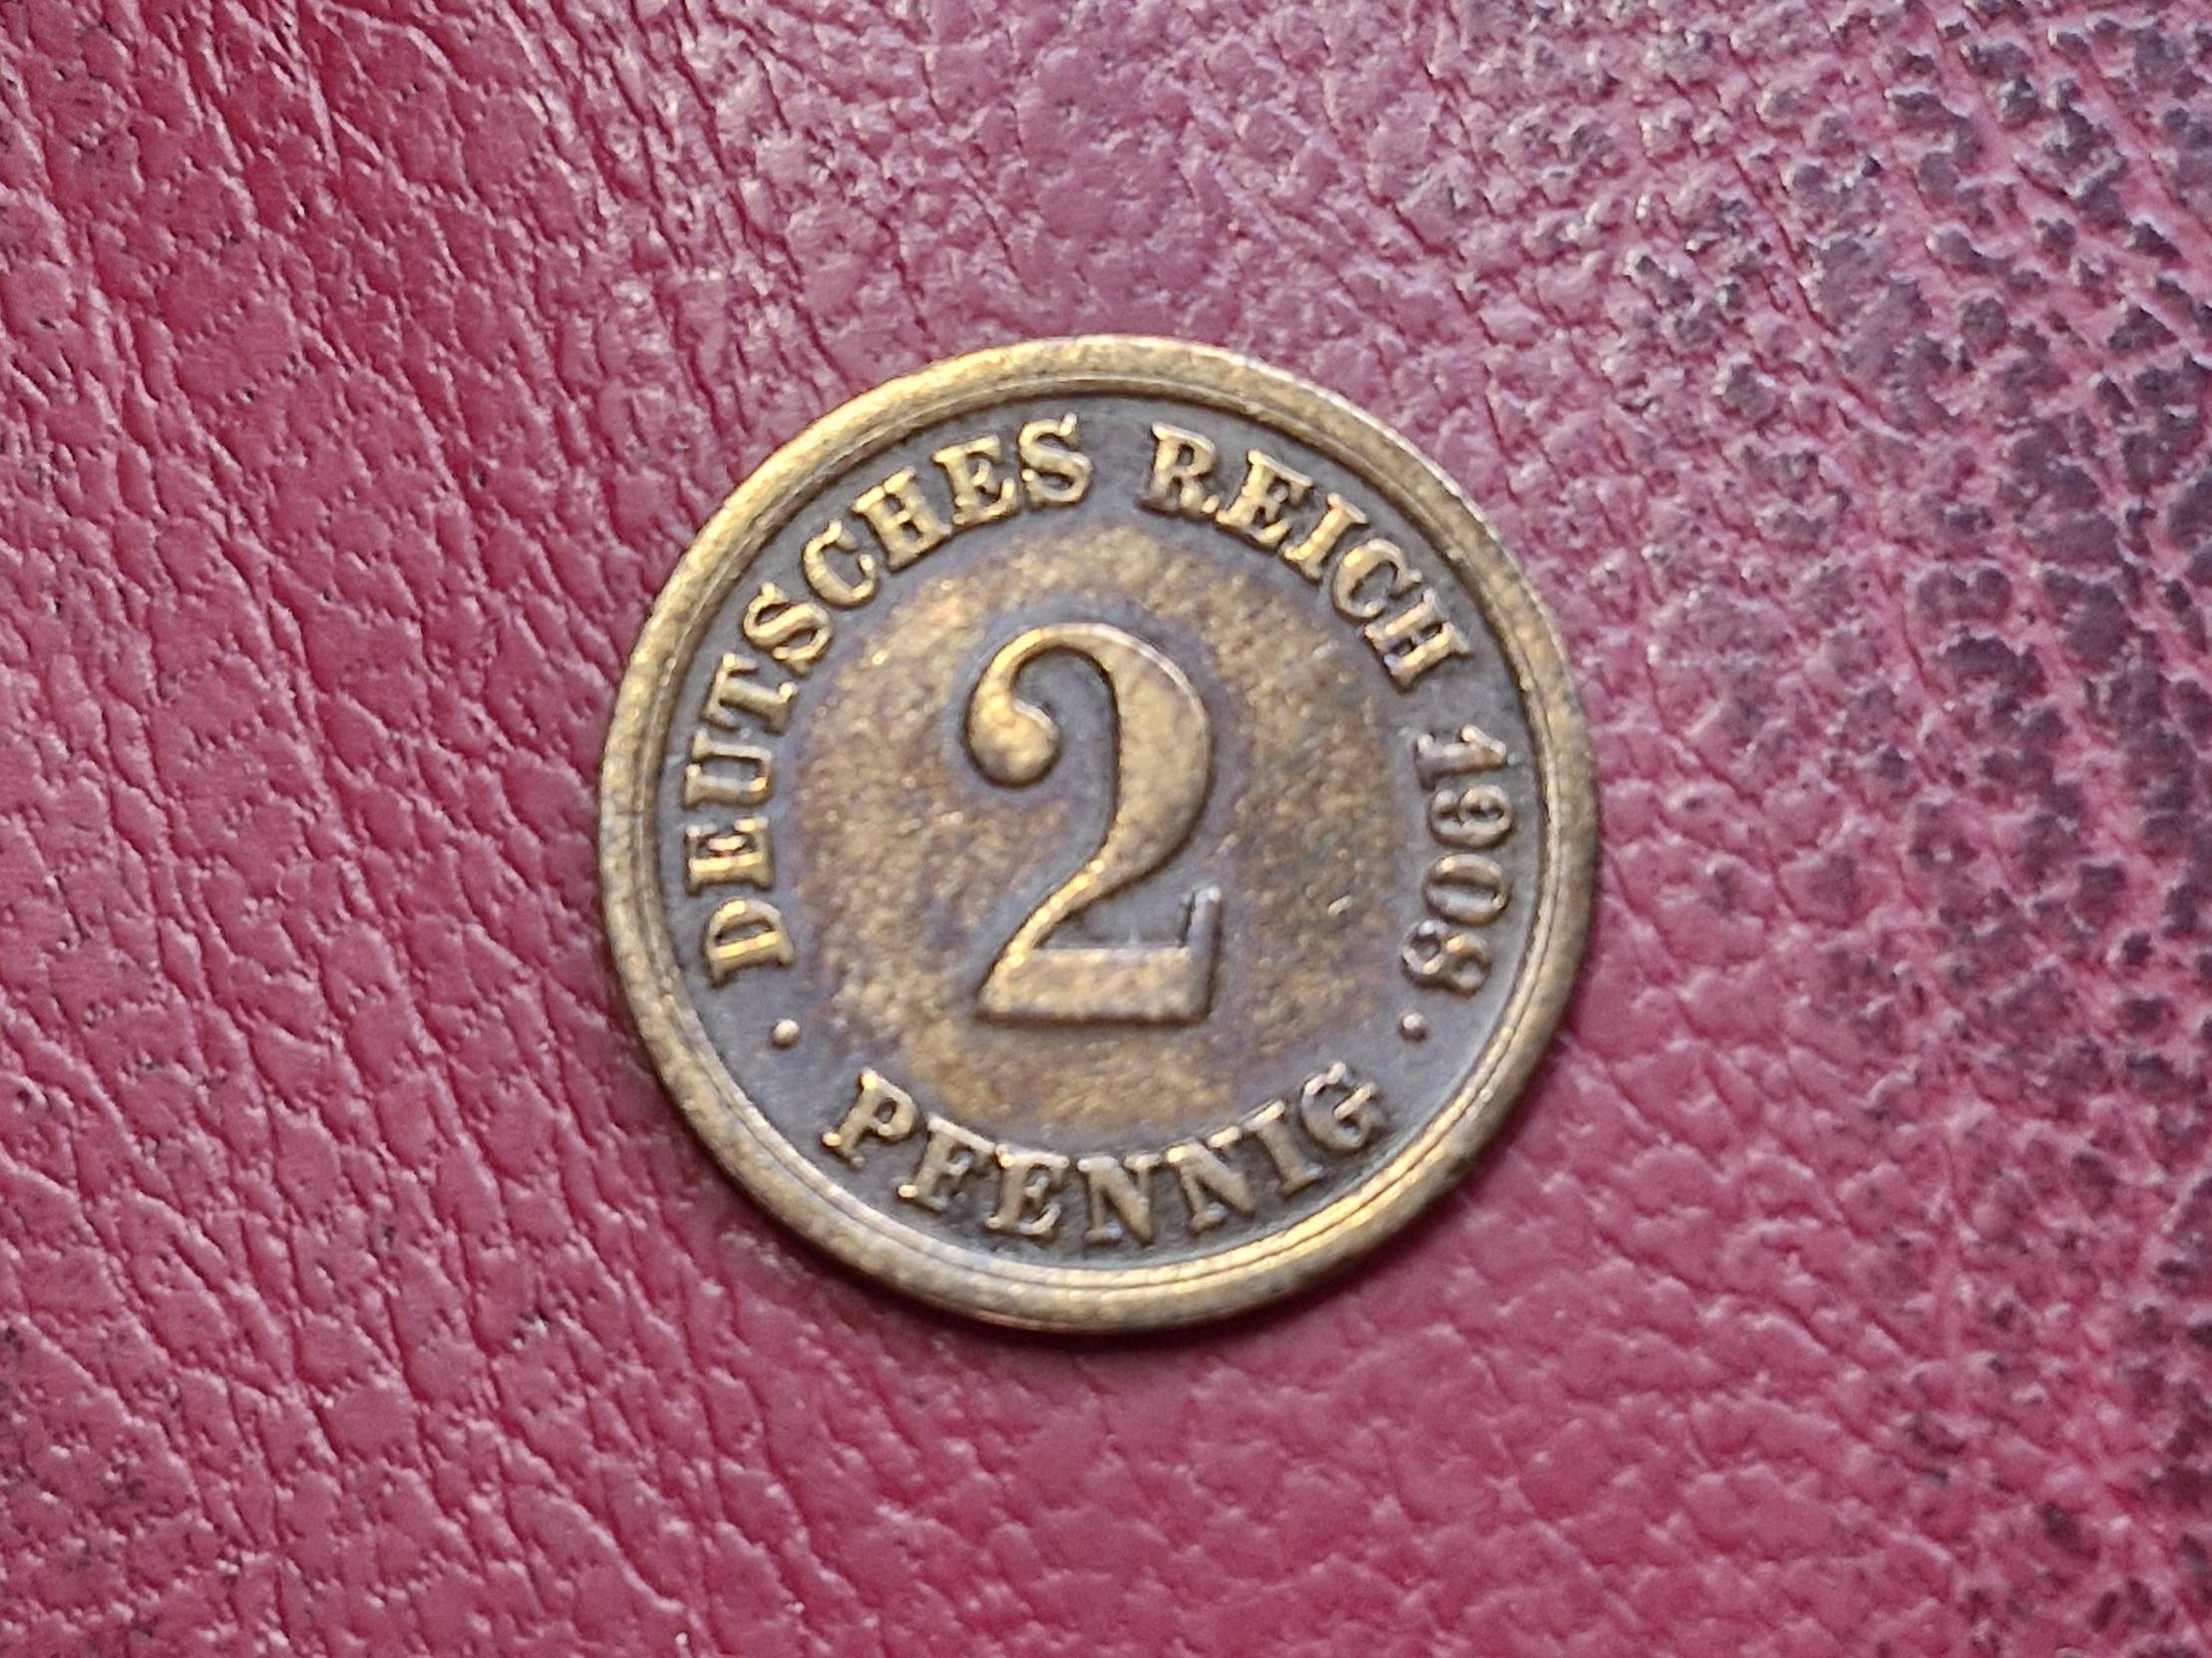 DEUTSCHES REICH 1908
2
· PFENNIG ·